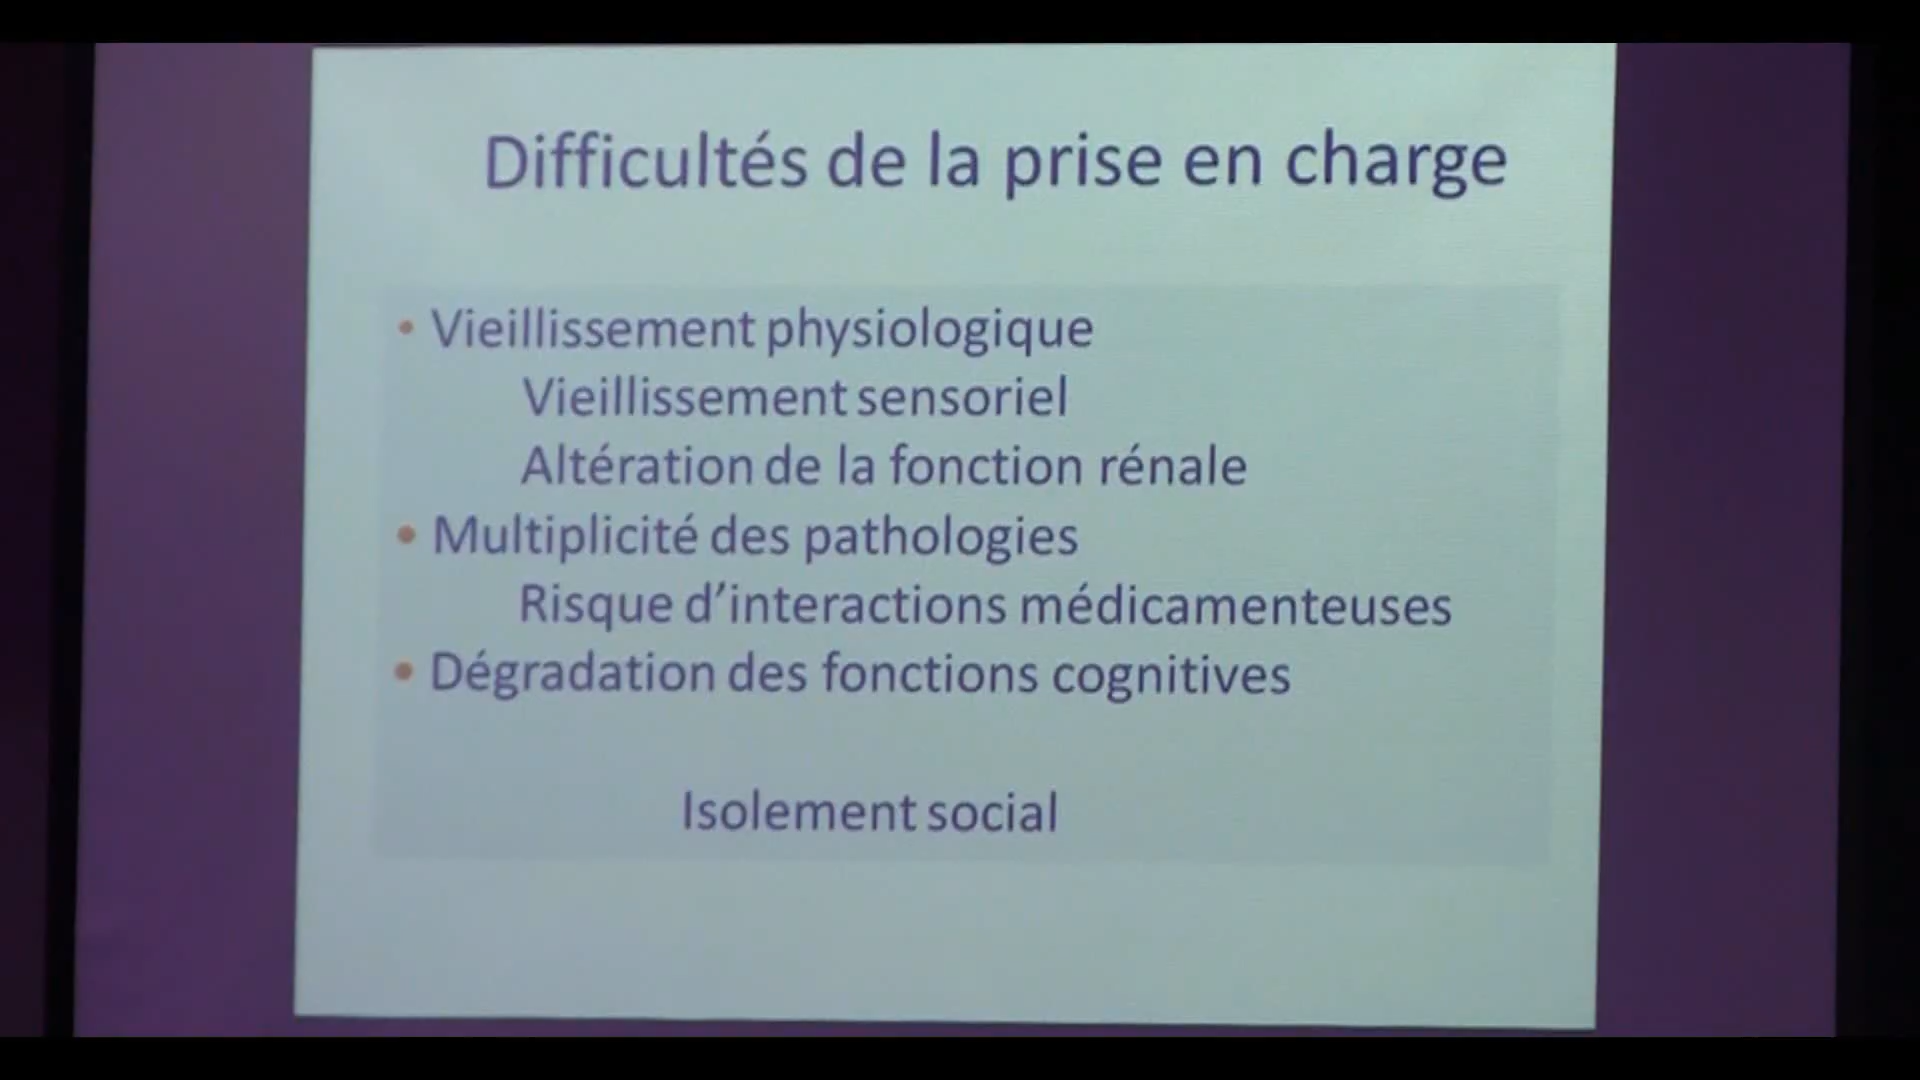 Difficultés de la prise en charge
• Vieillissement physiologique
Vieillissement sensoriel
Altération de la fonction rénale
• Multiplicité des pathologies
Risque d’interactions médicamenteuses
• Dégradation des fonctions cognitives
Isolement social